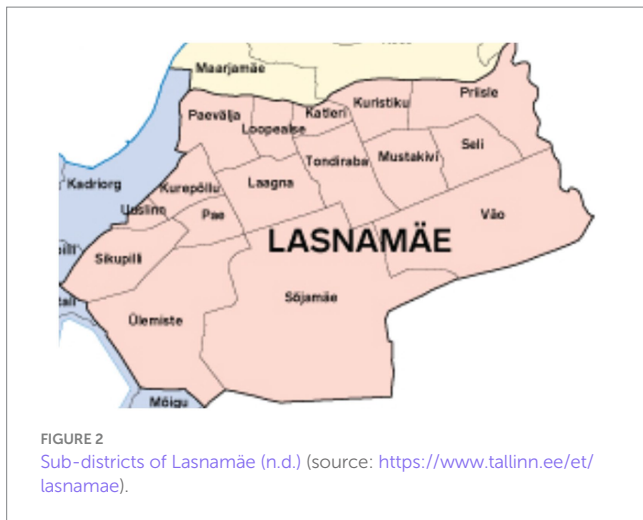 Maarjamäe
Priisle
Kuristiku
Katleri
Paevälja
Loopealse
Seli
Tondiraba
Mustakivi
Kadriorg
Kurepõllu
Laagna
Uuslinn
Pae
Väo
LASNAMÄE
Sikupilli
Sõjamäe
Ülemiste
Mõigu
FIGURE 2
Sub-districts of Lasnamäe (n.d.) (source: https://www.tallinn.ee/et/
lasnamae).